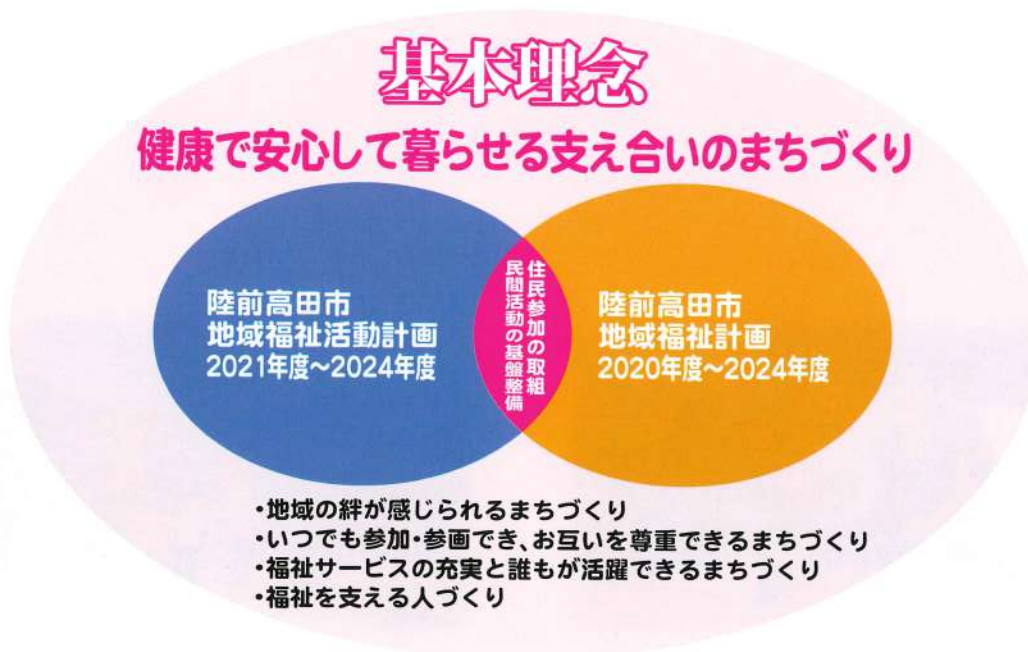 基本理念
健康で安心して暮らせる支え合いのまちづくり
陸前高田市
地域福祉活動計画
2021年度～2024年度
住民参加の取組
民間活動の基盤整備
陸前高田市
地域福祉計画
2020年度～2024年度
・地域の絆が感じられるまちづくり
・いつでも参加・参画でき、お互いを尊重できるまちづくり
・福祉サービスの充実と誰もが活躍できるまちづくり
・福祉を支える人づくり